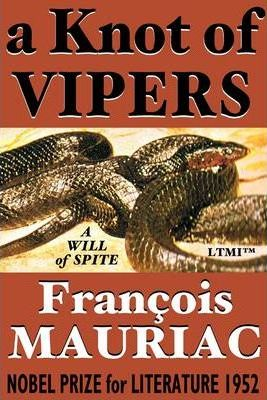 a Knot of
VIPERS
A
WILL
of SPITE
LTMI™
François
MAURIAC
NOBEL PRIZE for LITERATURE 1952